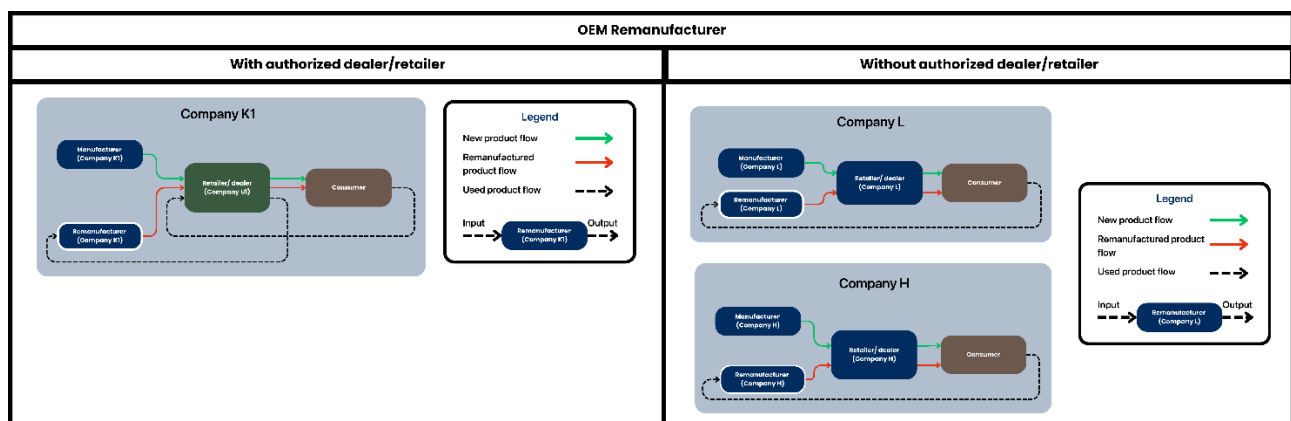 OEM Remanufacturer
With authorized dealer/retailer
Without authorized dealer/retailer
Company K1
Manufacturer
(Company K1)
Retailer/ dealer
(Company U1)
Consumer
Remanufacturer
(Company K1)
Legend
New product flow
Remanufactured
product flow
Used product flow
Input
Remanufacturer
(Company K1)
Output
Company L
Manufacturer
(Company L)
Retailer/ dealer
(Company L)
Consumer
Remanufacturer
(Company L)
Company H
Manufacturer
(Company H)
Retailer/ dealer
(Company H)
Consumer
Remanufacturer
(Company H)
Legend
New product flow
Remanufactured product
flow
Used product flow
Input
Remanufacturer
(Company L)
Output